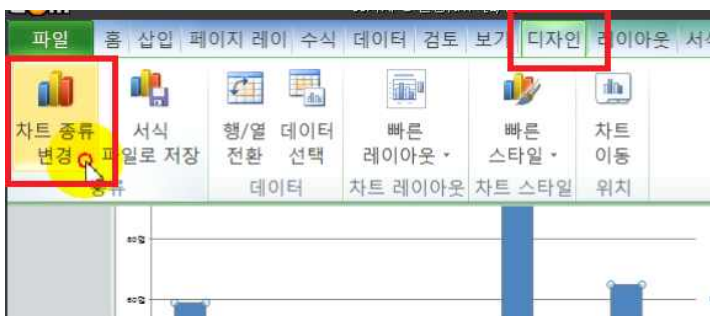 파일 홈 삽입 페이지 레이 수식 데이터 검토 보기 디자인 레이아웃 서식
차트 종류 변경
서식 파일로 저장
행/열 전환
데이터 선택
빠른 레이아웃
빠른 스타일
차트 이동
종류 데이터 차트 레이아웃 차트 스타일 위치